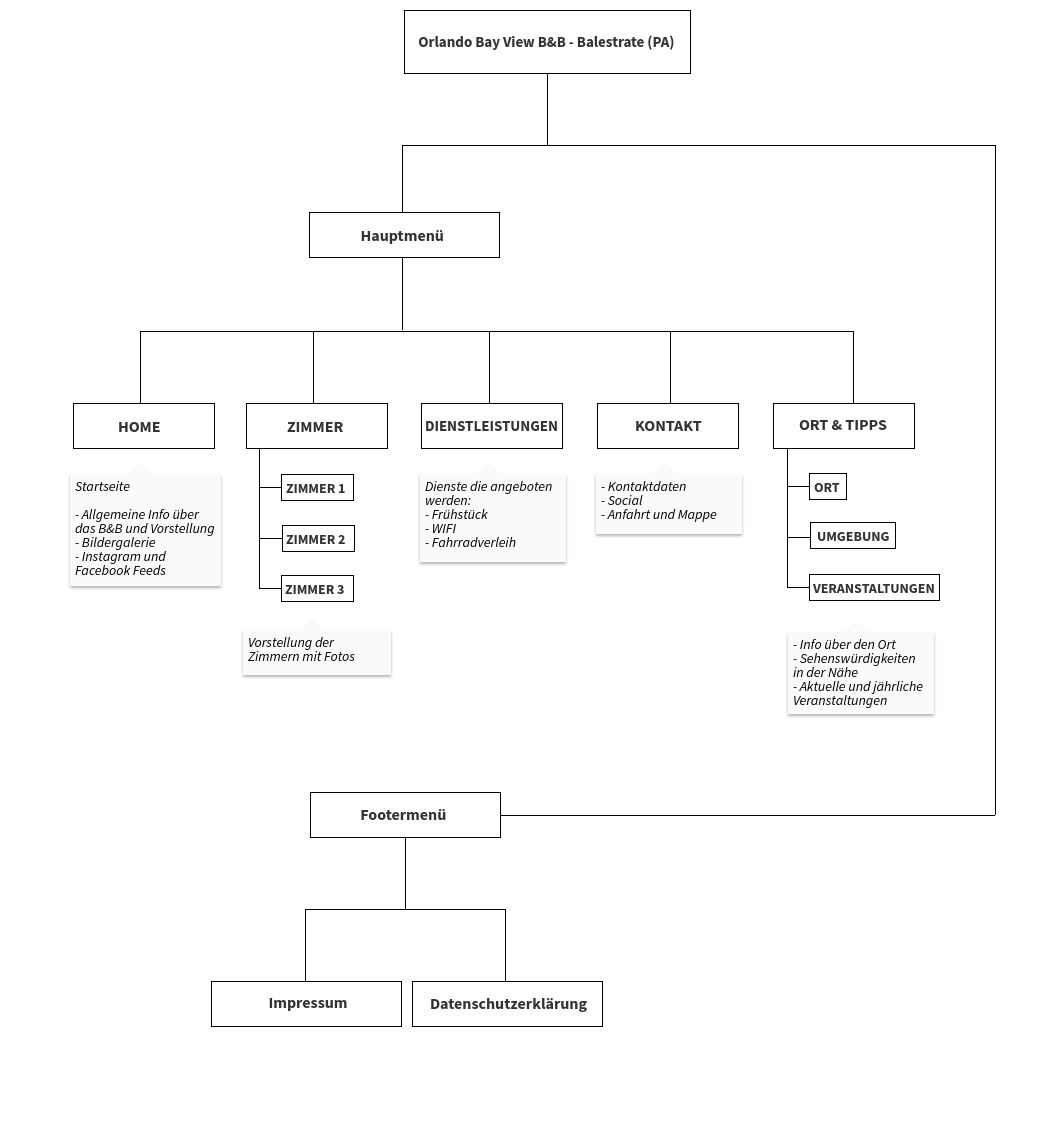 Orlando Bay View B&B - Balestrate (PA)
Hauptmenü
HOME
ZIMMER
DIENSTLEISTUNGEN
KONTAKT
ORT & TIPPS
Startseite
- Allgemeine Info über
das B&B und Vorstellung
- Bildergalerie
- Instagram und
Facebook Feeds
ZIMMER 1
ZIMMER 2
ZIMMER 3
Vorstellung der
Zimmern mit Fotos
Dienste die angeboten
werden:
- Frühstück
- WIFI
- Fahrradverleih
- Kontaktdaten
- Social
- Anfahrt und Mappe
ORT
UMGEBUNG
VERANSTALTUNGEN
- Info über den Ort
- Sehenswürdigkeiten
in der Nähe
- Aktuelle und jährliche
Veranstaltungen
Footermenü
Impressum
Datenschutzerklärung